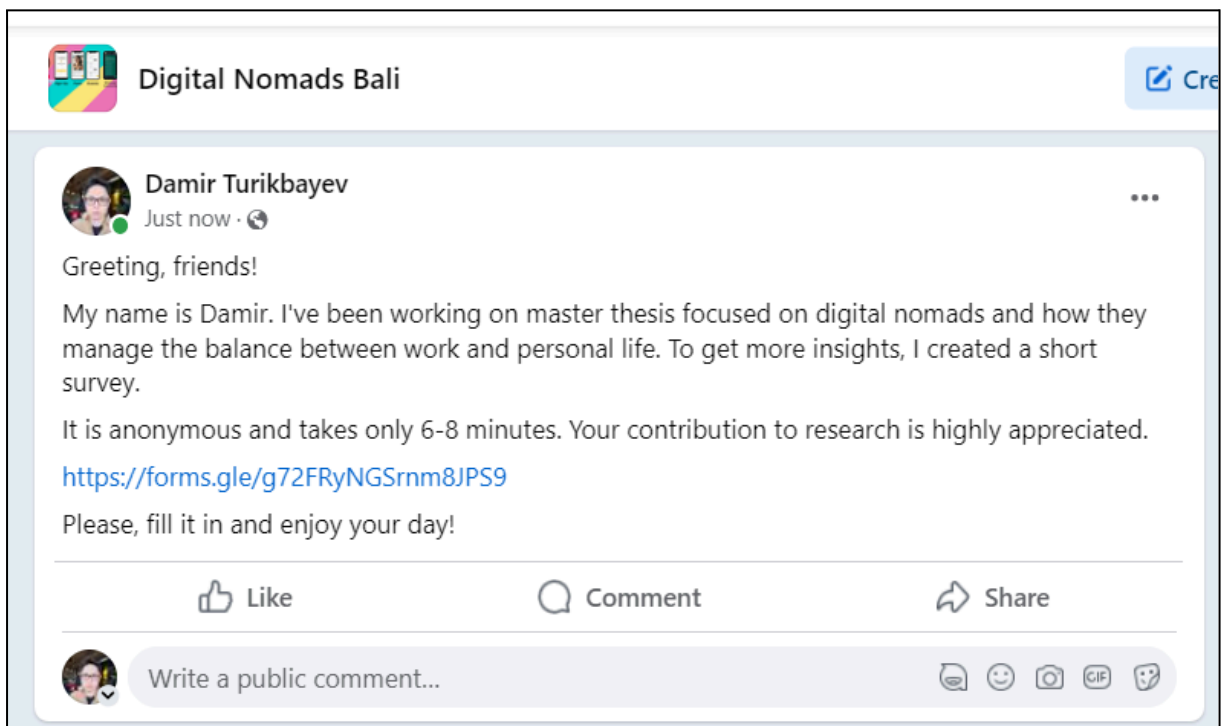 Digital Nomads Bali
Cre
Damir Turikbayev
Just now ·
Greeting, friends!
My name is Damir. I've been working on master thesis focused on digital nomads and how they
manage the balance between work and personal life. To get more insights, I created a short
survey.
It is anonymous and takes only 6-8 minutes. Your contribution to research is highly appreciated.
https://forms.gle/g72FRyNGSrnm8JPS9
Please, fill it in and enjoy your day!
Like Comment Share
Write a public comment... GIF